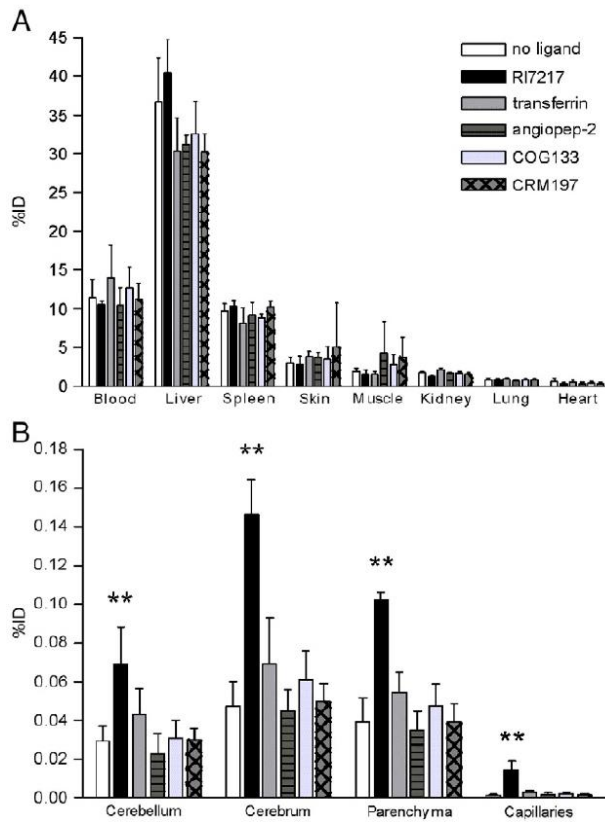 A
45
40
35
30
25
20
15
10
5
0
%ID
no ligand
RI7217
transferrin
angiopep-2
COG133
CRM197
Blood Liver Spleen Skin Muscle Kidney Lung Heart
B
0.18
0.16
0.14
0.12
0.10
0.08
0.06
0.04
0.02
0.00
%ID
**
**
**
**
Cerebellum Cerebrum Parenchyma Capillaries